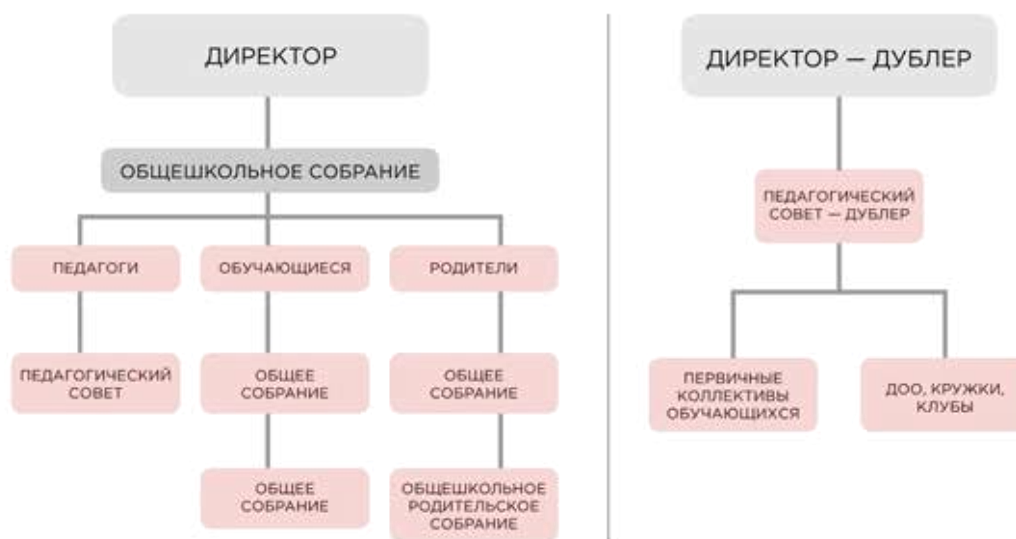 ДИРЕКТОР
ОБЩЕШКОЛЬНОЕ СОБРАНИЕ
ПЕДАГОГИ
ОБУЧАЮЩИЕСЯ
РОДИТЕЛИ
ПЕДАГОГИЧЕСКИЙ
СОВЕТ
ОБЩЕЕ
СОБРАНИЕ
ОБЩЕЕ
СОБРАНИЕ
ОБЩЕЕ
СОБРАНИЕ
ОБЩЕШКОЛЬНОЕ
РОДИТЕЛЬСКОЕ
СОБРАНИЕ
ДИРЕКТОР — ДУБЛЕР
ПЕДАГОГИЧЕСКИЙ
СОВЕТ — ДУБЛЕР
ПЕРВИЧНЫЕ
КОЛЛЕКТИВЫ
ОБУЧАЮЩИХСЯ
ДОО, КРУЖКИ,
КЛУБЫ